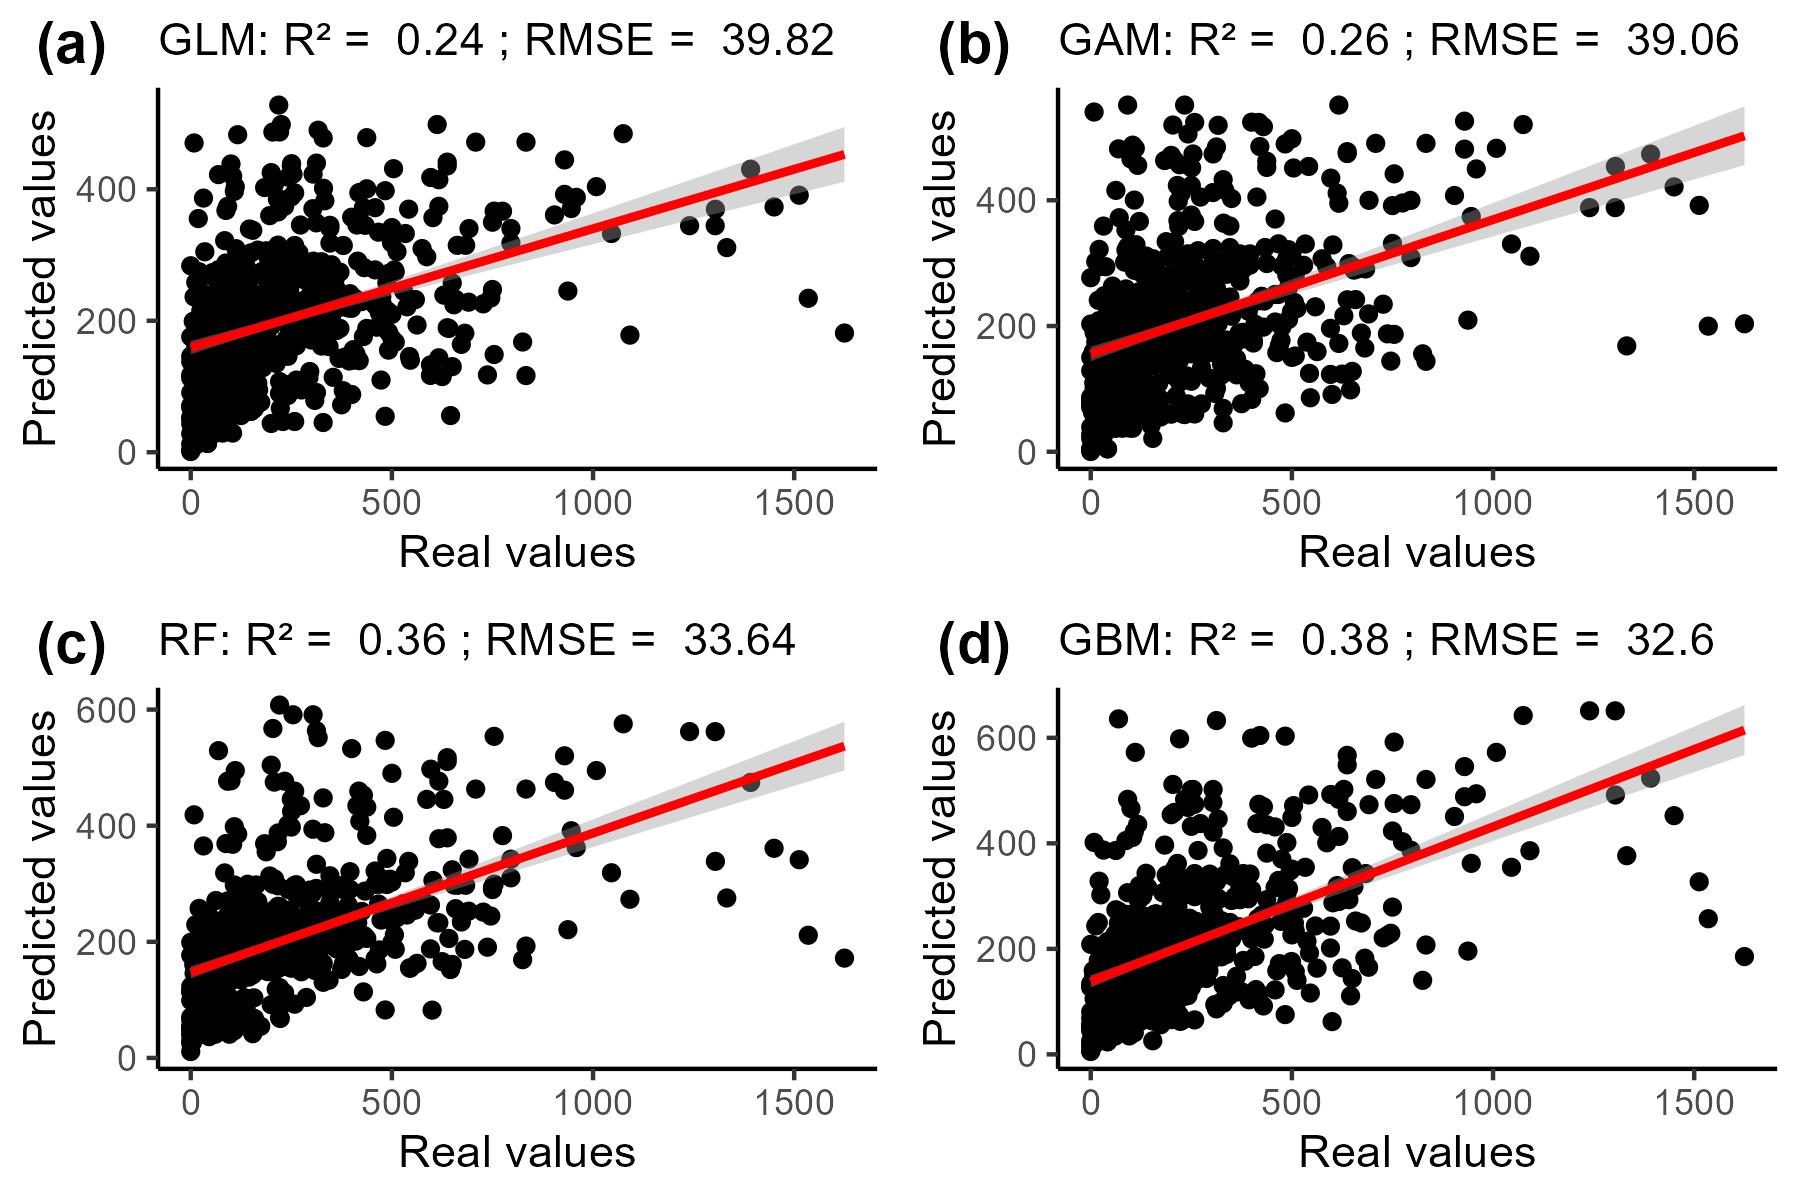 (a) GLM: R² = 0.24 ; RMSE = 39.82
Predicted values
400
200
0
0 500 1000 1500
Real values
(b) GAM: R² = 0.26 ; RMSE = 39.06
Predicted values
400
200
0
0 500 1000 1500
Real values
(c) RF: R² = 0.36 ; RMSE = 33.64
Predicted values
600
400
200
0
0 500 1000 1500
Real values
(d) GBM: R² = 0.38 ; RMSE = 32.6
Predicted values
600
400
200
0
0 500 1000 1500
Real values